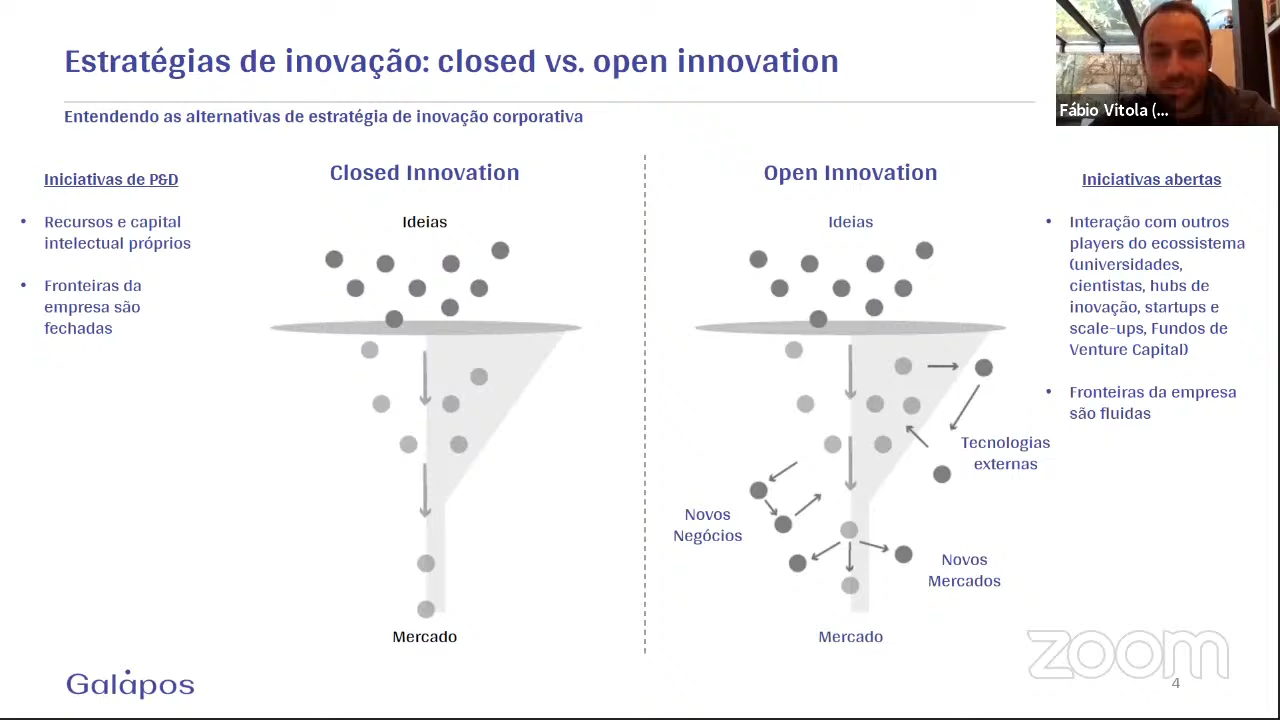 Estratégias de inovação: closed vs. open innovation
Fábio Vitola (...
Entendendo as alternativas de estratégia de inovação corporativa
Iniciativas de P&D
• Recursos e capital
intelectual próprios
• Fronteiras da
empresa são
fechadas
Closed Innovation
Ideias
Mercado
Open Innovation
Ideias
Tecnologias
externas
Novos
Negócios
Novos
Mercados
Mercado
Iniciativas abertas
• Interação com outros
players do ecossistema
(universidades,
cientistas, hubs de
inovação, startups e
scale-ups, Fundos de
Venture Capital)
• Fronteiras da empresa
são fluidas
Galápos
zoom
4